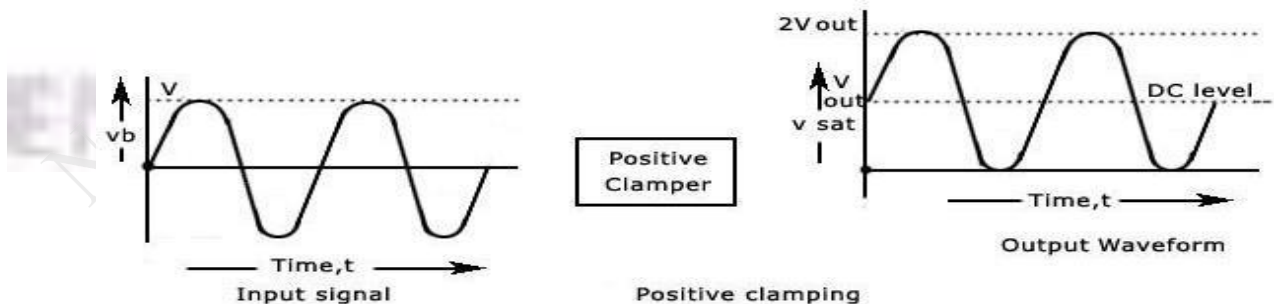 V
vb
Time,t
Input signal
Positive
Clamper
Positive clamping
2V out
V
out
v sat
DC level
Time,t
Output Waveform